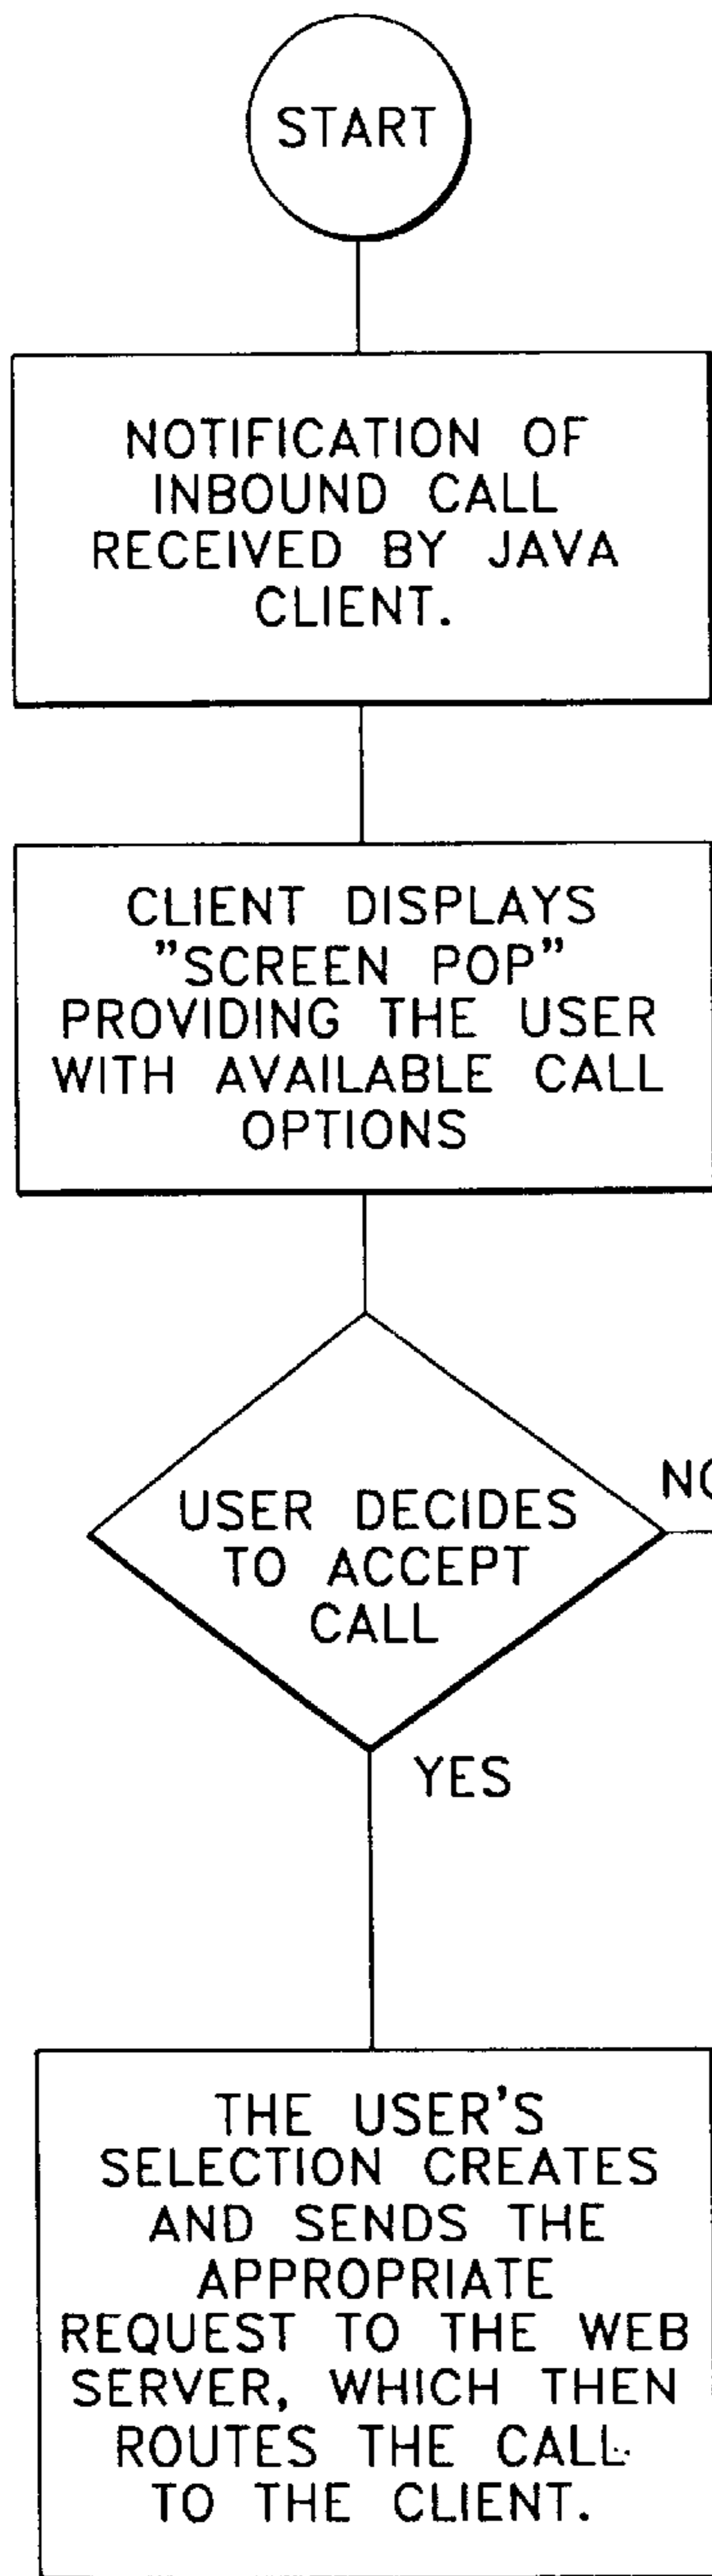 START
NOTIFICATION OF
INBOUND CALL
RECEIVED BY JAVA
CLIENT.
CLIENT DISPLAYS
"SCREEN POP"
PROVIDING THE USER
WITH AVAILABLE CALL
OPTIONS
USER DECIDES
TO ACCEPT
CALL
NO
YES
THE USER'S
SELECTION CREATES
AND SENDS THE
APPROPRIATE
REQUEST TO THE WEB
SERVER, WHICH THEN
ROUTES THE CALL
TO THE CLIENT.